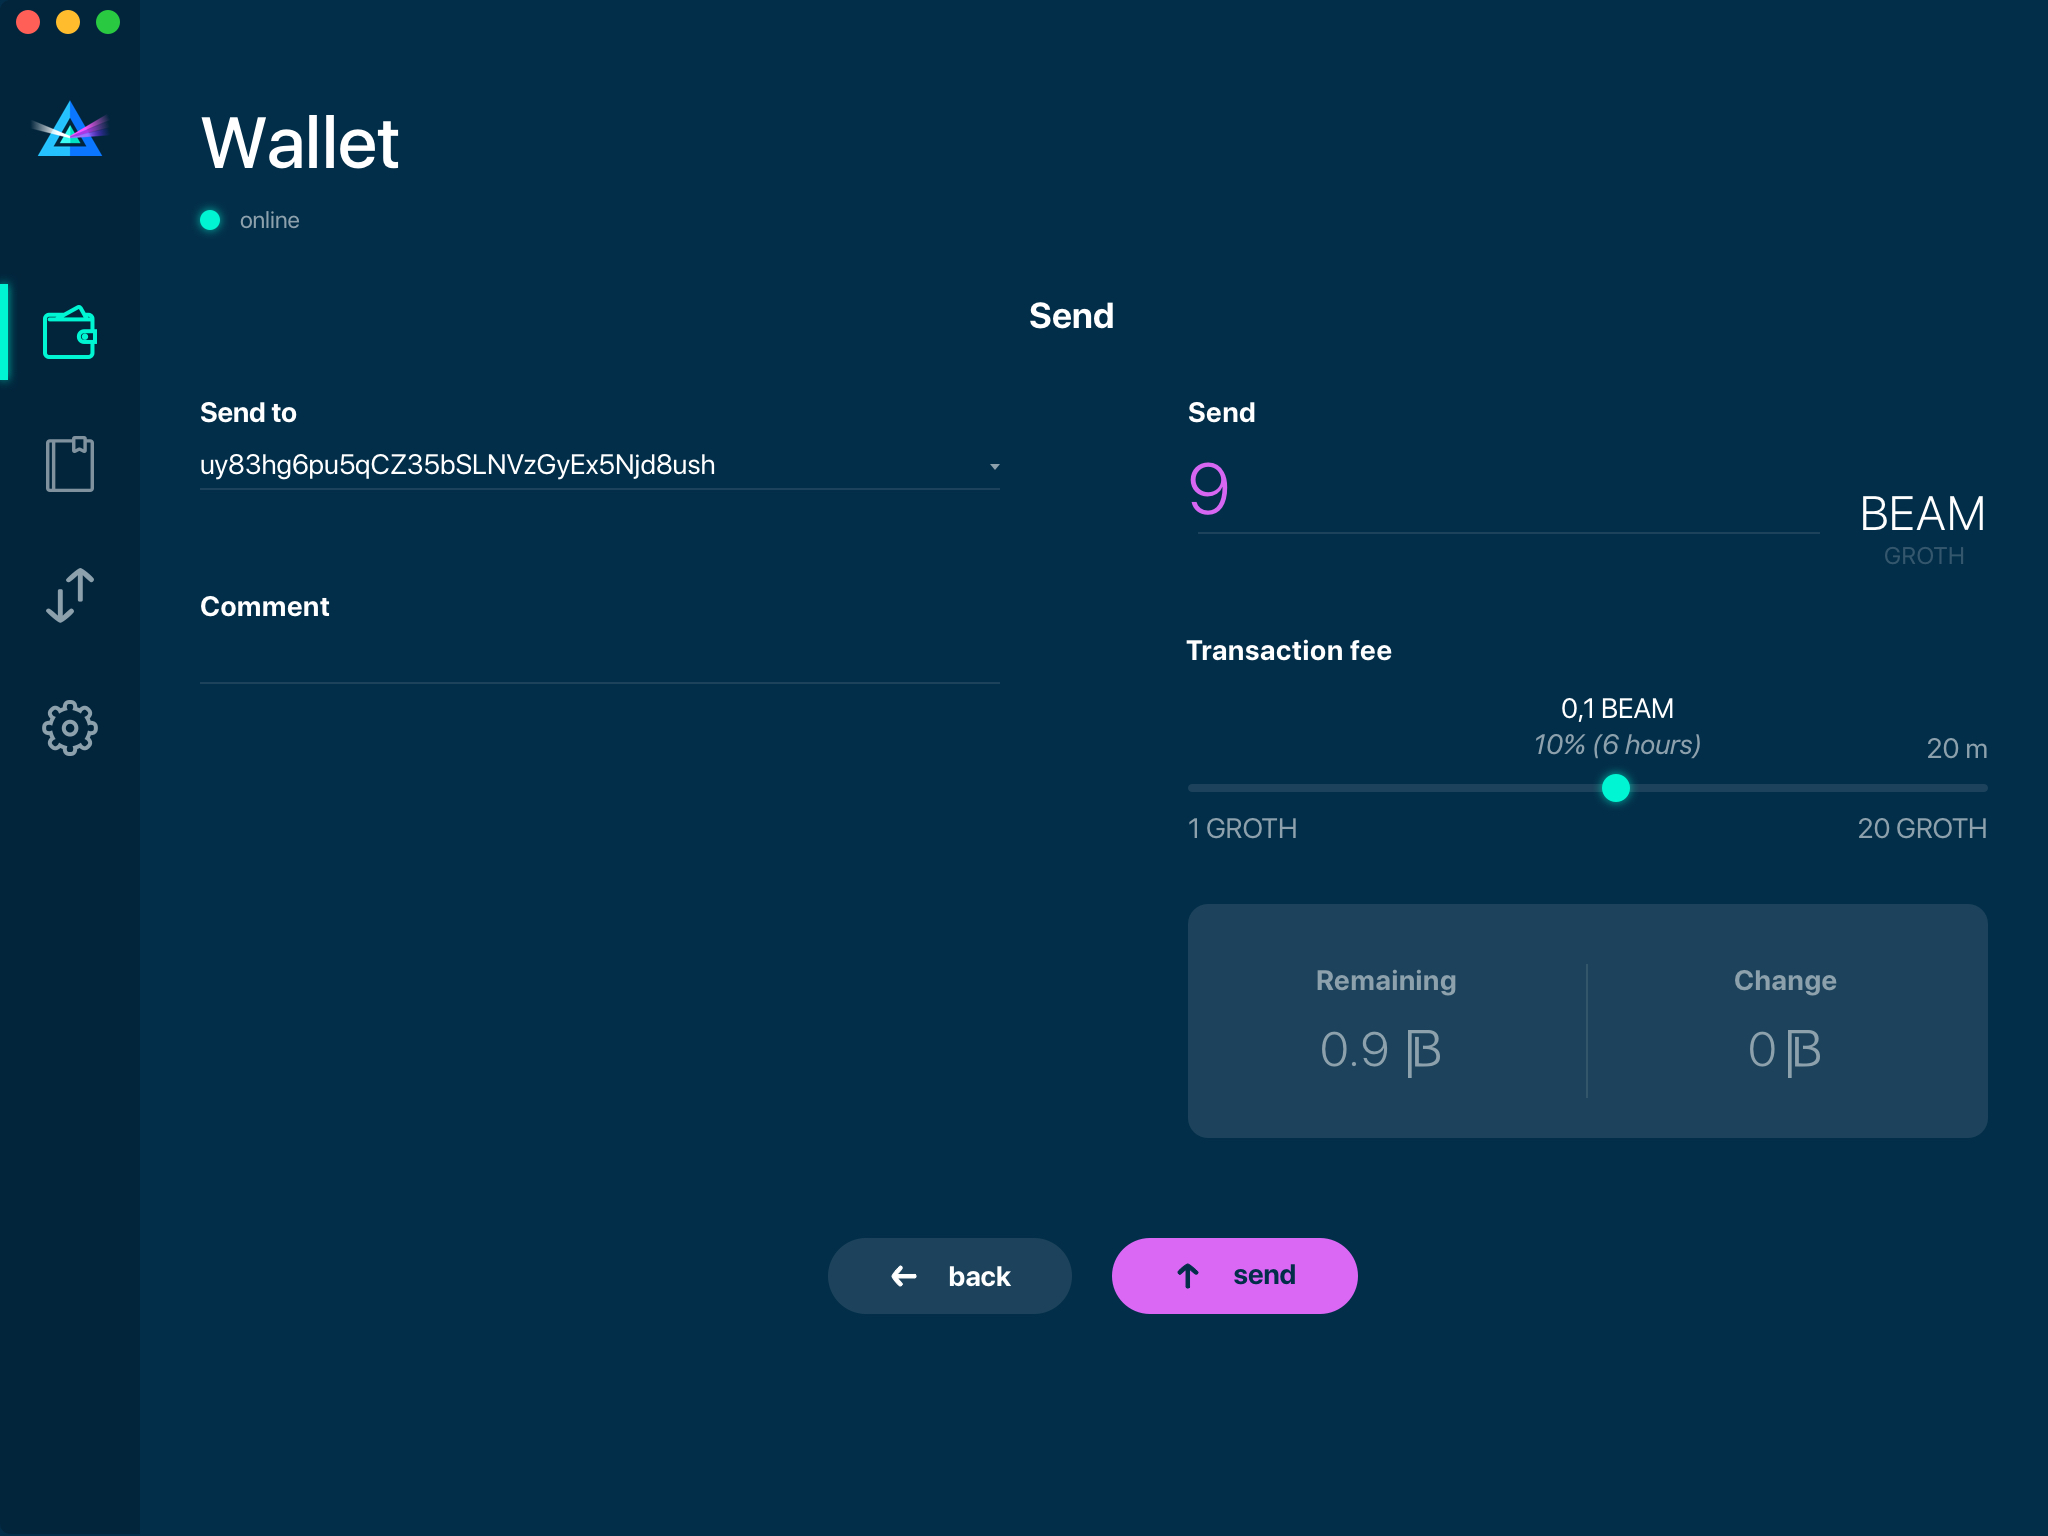 Wallet
online
Send
Send to
uy83hg6pu5qCZ35bSLNVzGyEx5Njd8ush
Comment
Send
9
BEAM
GROTH
Transaction fee
0,1 BEAM
10% (6 hours)
20 m
1 GROTH
20 GROTH
Remaining
Change
0.9 B
0 B
back
send